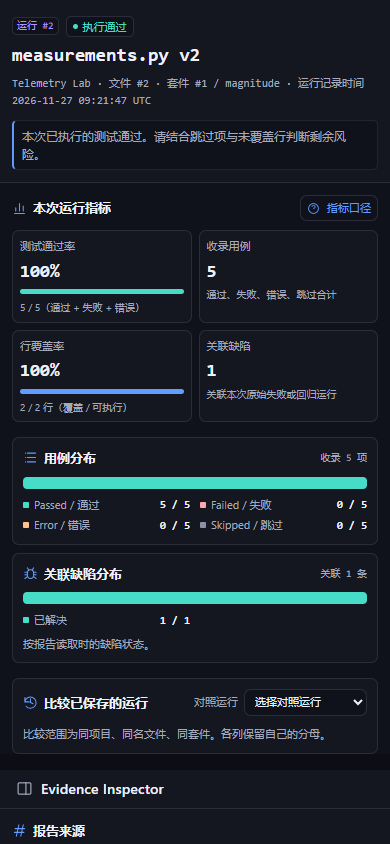 运行 #2
执行通过
measurements.py v2
Telemetry Lab · 文件 #2 · 套件 #1 / magnitude · 运行记录时间
2026-11-27 09:21:47 UTC
本次已执行的测试通过。请结合跳过项与未覆盖行判断剩余风
险。
本次运行指标
指标口径
测试通过率
100%
5 / 5（通过 + 失败 + 错误）
收录用例
5
通过、失败、错误、跳过合计
行覆盖率
100%
2 / 2 行（覆盖 / 可执行）
关联缺陷
1
关联本次原始失败或回归运行
用例分布
收录 5 项
Passed / 通过 5 / 5
Failed / 失败 0 / 5
Error / 错误 0 / 5
Skipped / 跳过 0 / 5
关联缺陷分布
关联 1 条
已解决 1 / 1
按报告读取时的缺陷状态。
比较已保存的运行
对照运行
选择对照运行
比较范围为同项目、同名文件、同套件。各列保留自己的分母。
Evidence Inspector
报告来源